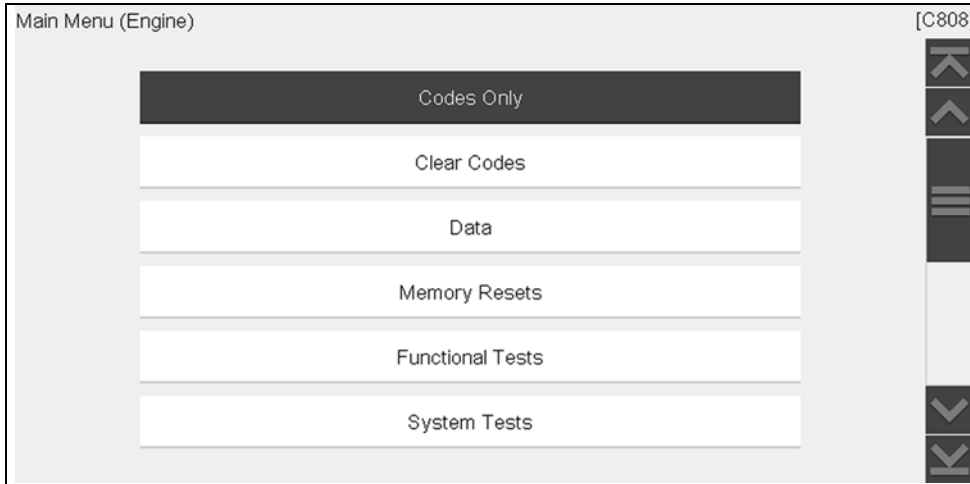 Main Menu (Engine) [C808
Codes Only
Clear Codes
Data
Memory Resets
Functional Tests
System Tests